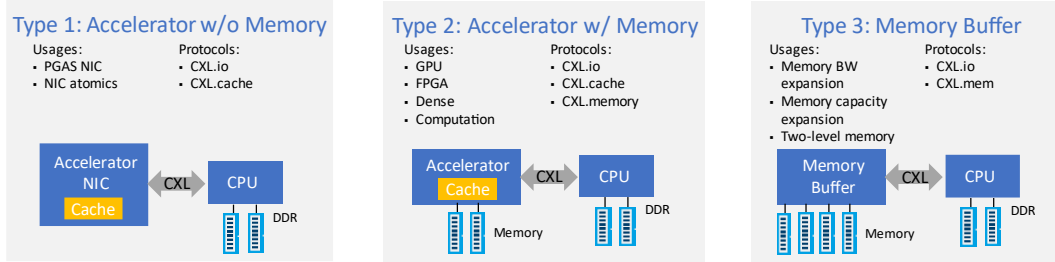 Type 1: Accelerator w/o Memory
Usages:
▪ PGAS NIC
▪ NIC atomics
Protocols:
▪ CXL.io
▪ CXL.cache
Accelerator
NIC
Cache
CXL
CPU
DDR
Type 2: Accelerator w/ Memory
Usages:
▪ GPU
▪ FPGA
▪ Dense
▪ Computation
Protocols:
▪ CXL.io
▪ CXL.cache
▪ CXL.memory
Accelerator
Cache
CXL
CPU
DDR
Memory
Type 3: Memory Buffer
Usages:
▪ Memory BW
expansion
▪ Memory capacity
expansion
▪ Two-level memory
Protocols:
▪ CXL.io
▪ CXL.mem
Memory
Buffer
CXL
CPU
DDR
Memory